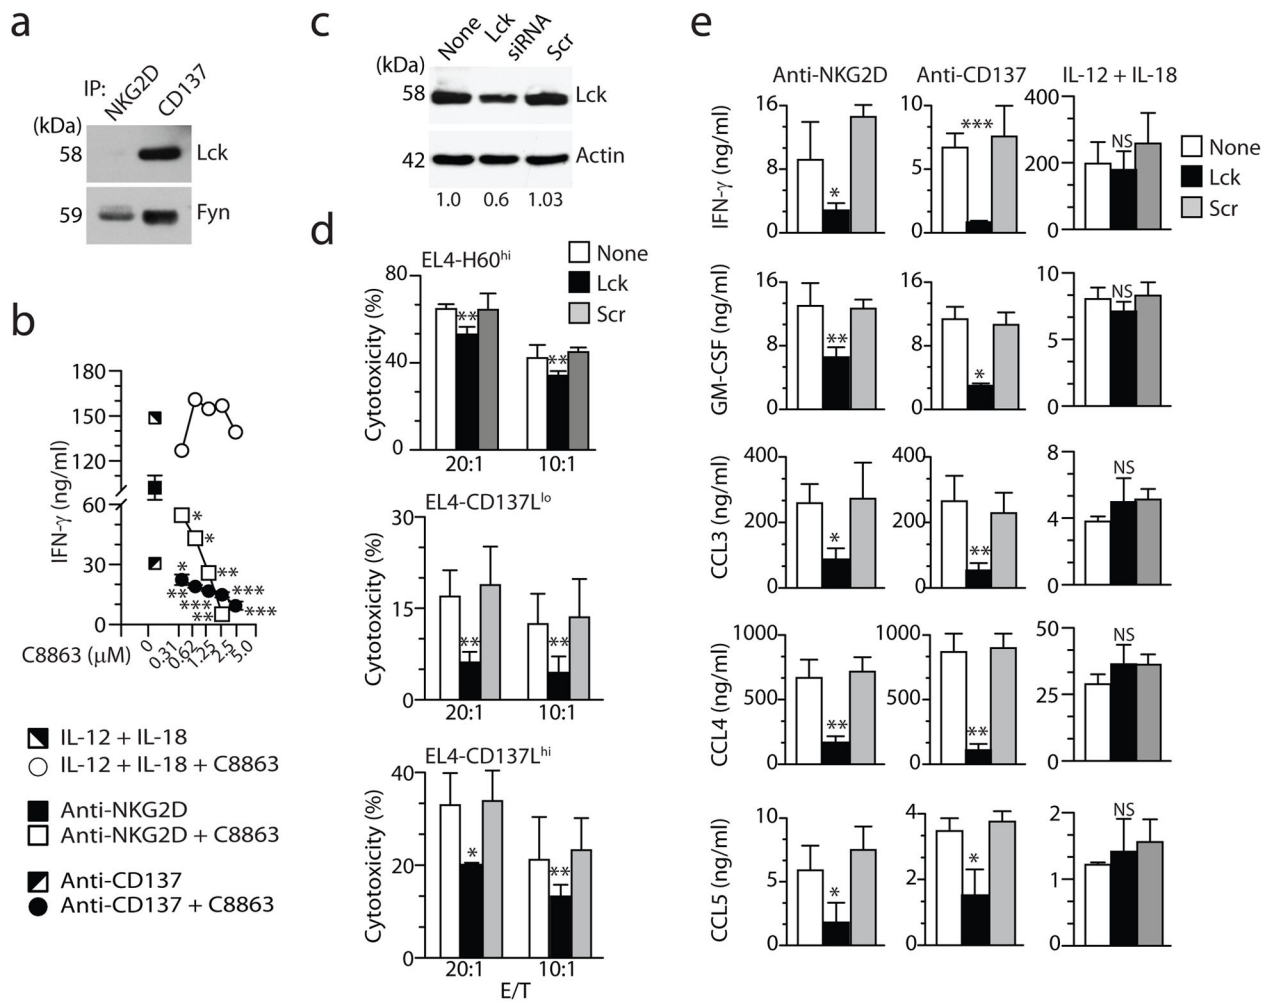 a
IP:
NKG2D
CD137
(kDa)
58
Lck
59
Fyn
b
IFN-γ (ng/ml)
180
150
120
60
30
0
*
*
*
**
**
***
***
**
***
C8863 (μM)
0
0.31
0.62
1.25
2.5
5.0
IL-12 + IL-18
IL-12 + IL-18 + C8863
Anti-NKG2D
Anti-NKG2D + C8863
Anti-CD137
Anti-CD137 + C8863
c
None
Lck
siRNA
Scr
(kDa)
58
Lck
42
Actin
1.0 0.6 1.03
d
None
Lck
Scr
EL4-H60hi
Cytotoxicity (%)
80
40
0
**
**
20:1 10:1
EL4-CD137Llo
Cytotoxicity (%)
30
15
0
**
**
20:1 10:1
EL4-CD137Lhi
Cytotoxicity (%)
40
20
0
*
**
20:1 10:1
E/T
e
Anti-NKG2D Anti-CD137 IL-12 + IL-18
None
Lck
Scr
IFN-γ (ng/ml)
16
8
0
*
10
5
0
***
400
200
0
NS
GM-CSF (ng/ml)
16
8
0
**
16
8
0
*
10
5
0
NS
CCL3 (ng/ml)
400
200
0
*
400
200
0
**
8
4
0
NS
CCL4 (ng/ml)
1000
500
0
**
1000
500
0
**
50
25
0
NS
CCL5 (ng/ml)
10
5
0
*
4
2
0
*
2
1
0
NS